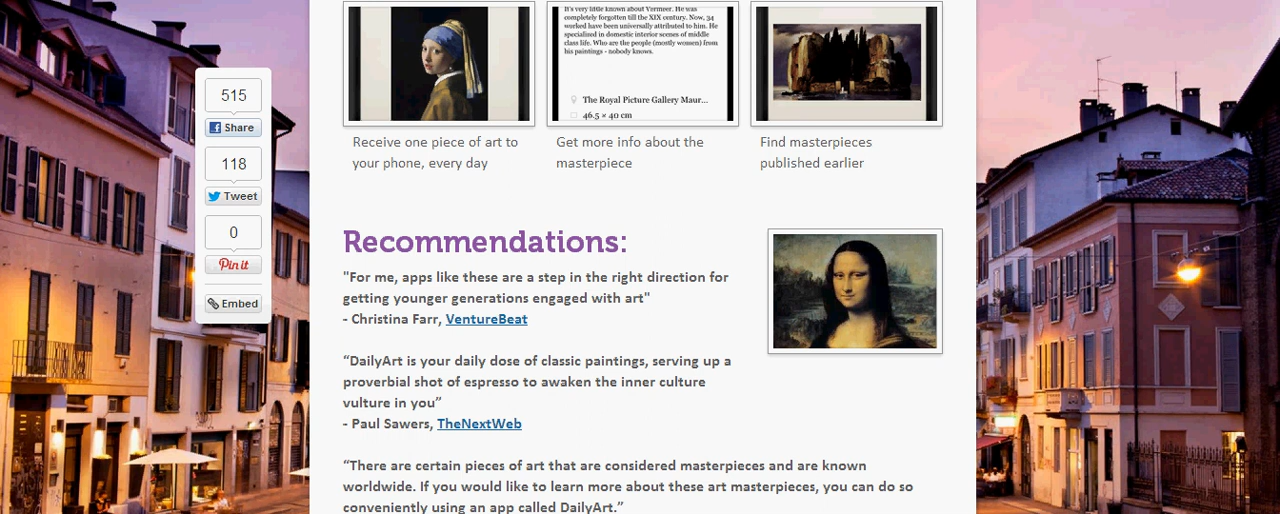 It's very little known about Vermeer. He was
completely forgotten till the XIX century. Now, 34
worked have been universally attributed to him. He
specialized in domestic interior scenes of middle
class life. Who are the people (mostly women) from
his paintings - nobody knows.
The Royal Picture Gallery Maur...
46.5 × 40 cm
Receive one piece of art to
your phone, every day
Get more info about the
masterpiece
Find masterpieces
published earlier
515
Share
118
Tweet
0
Pin it
Embed
Recommendations:
"For me, apps like these are a step in the right direction for
getting younger generations engaged with art"
- Christina Farr, VentureBeat
“DailyArt is your daily dose of classic paintings, serving up a
proverbial shot of espresso to awaken the inner culture
vulture in you”
- Paul Sawers, TheNextWeb
“There are certain pieces of art that are considered masterpieces and are known
worldwide. If you would like to learn more about these art masterpieces, you can do so
conveniently using an app called DailyArt.”